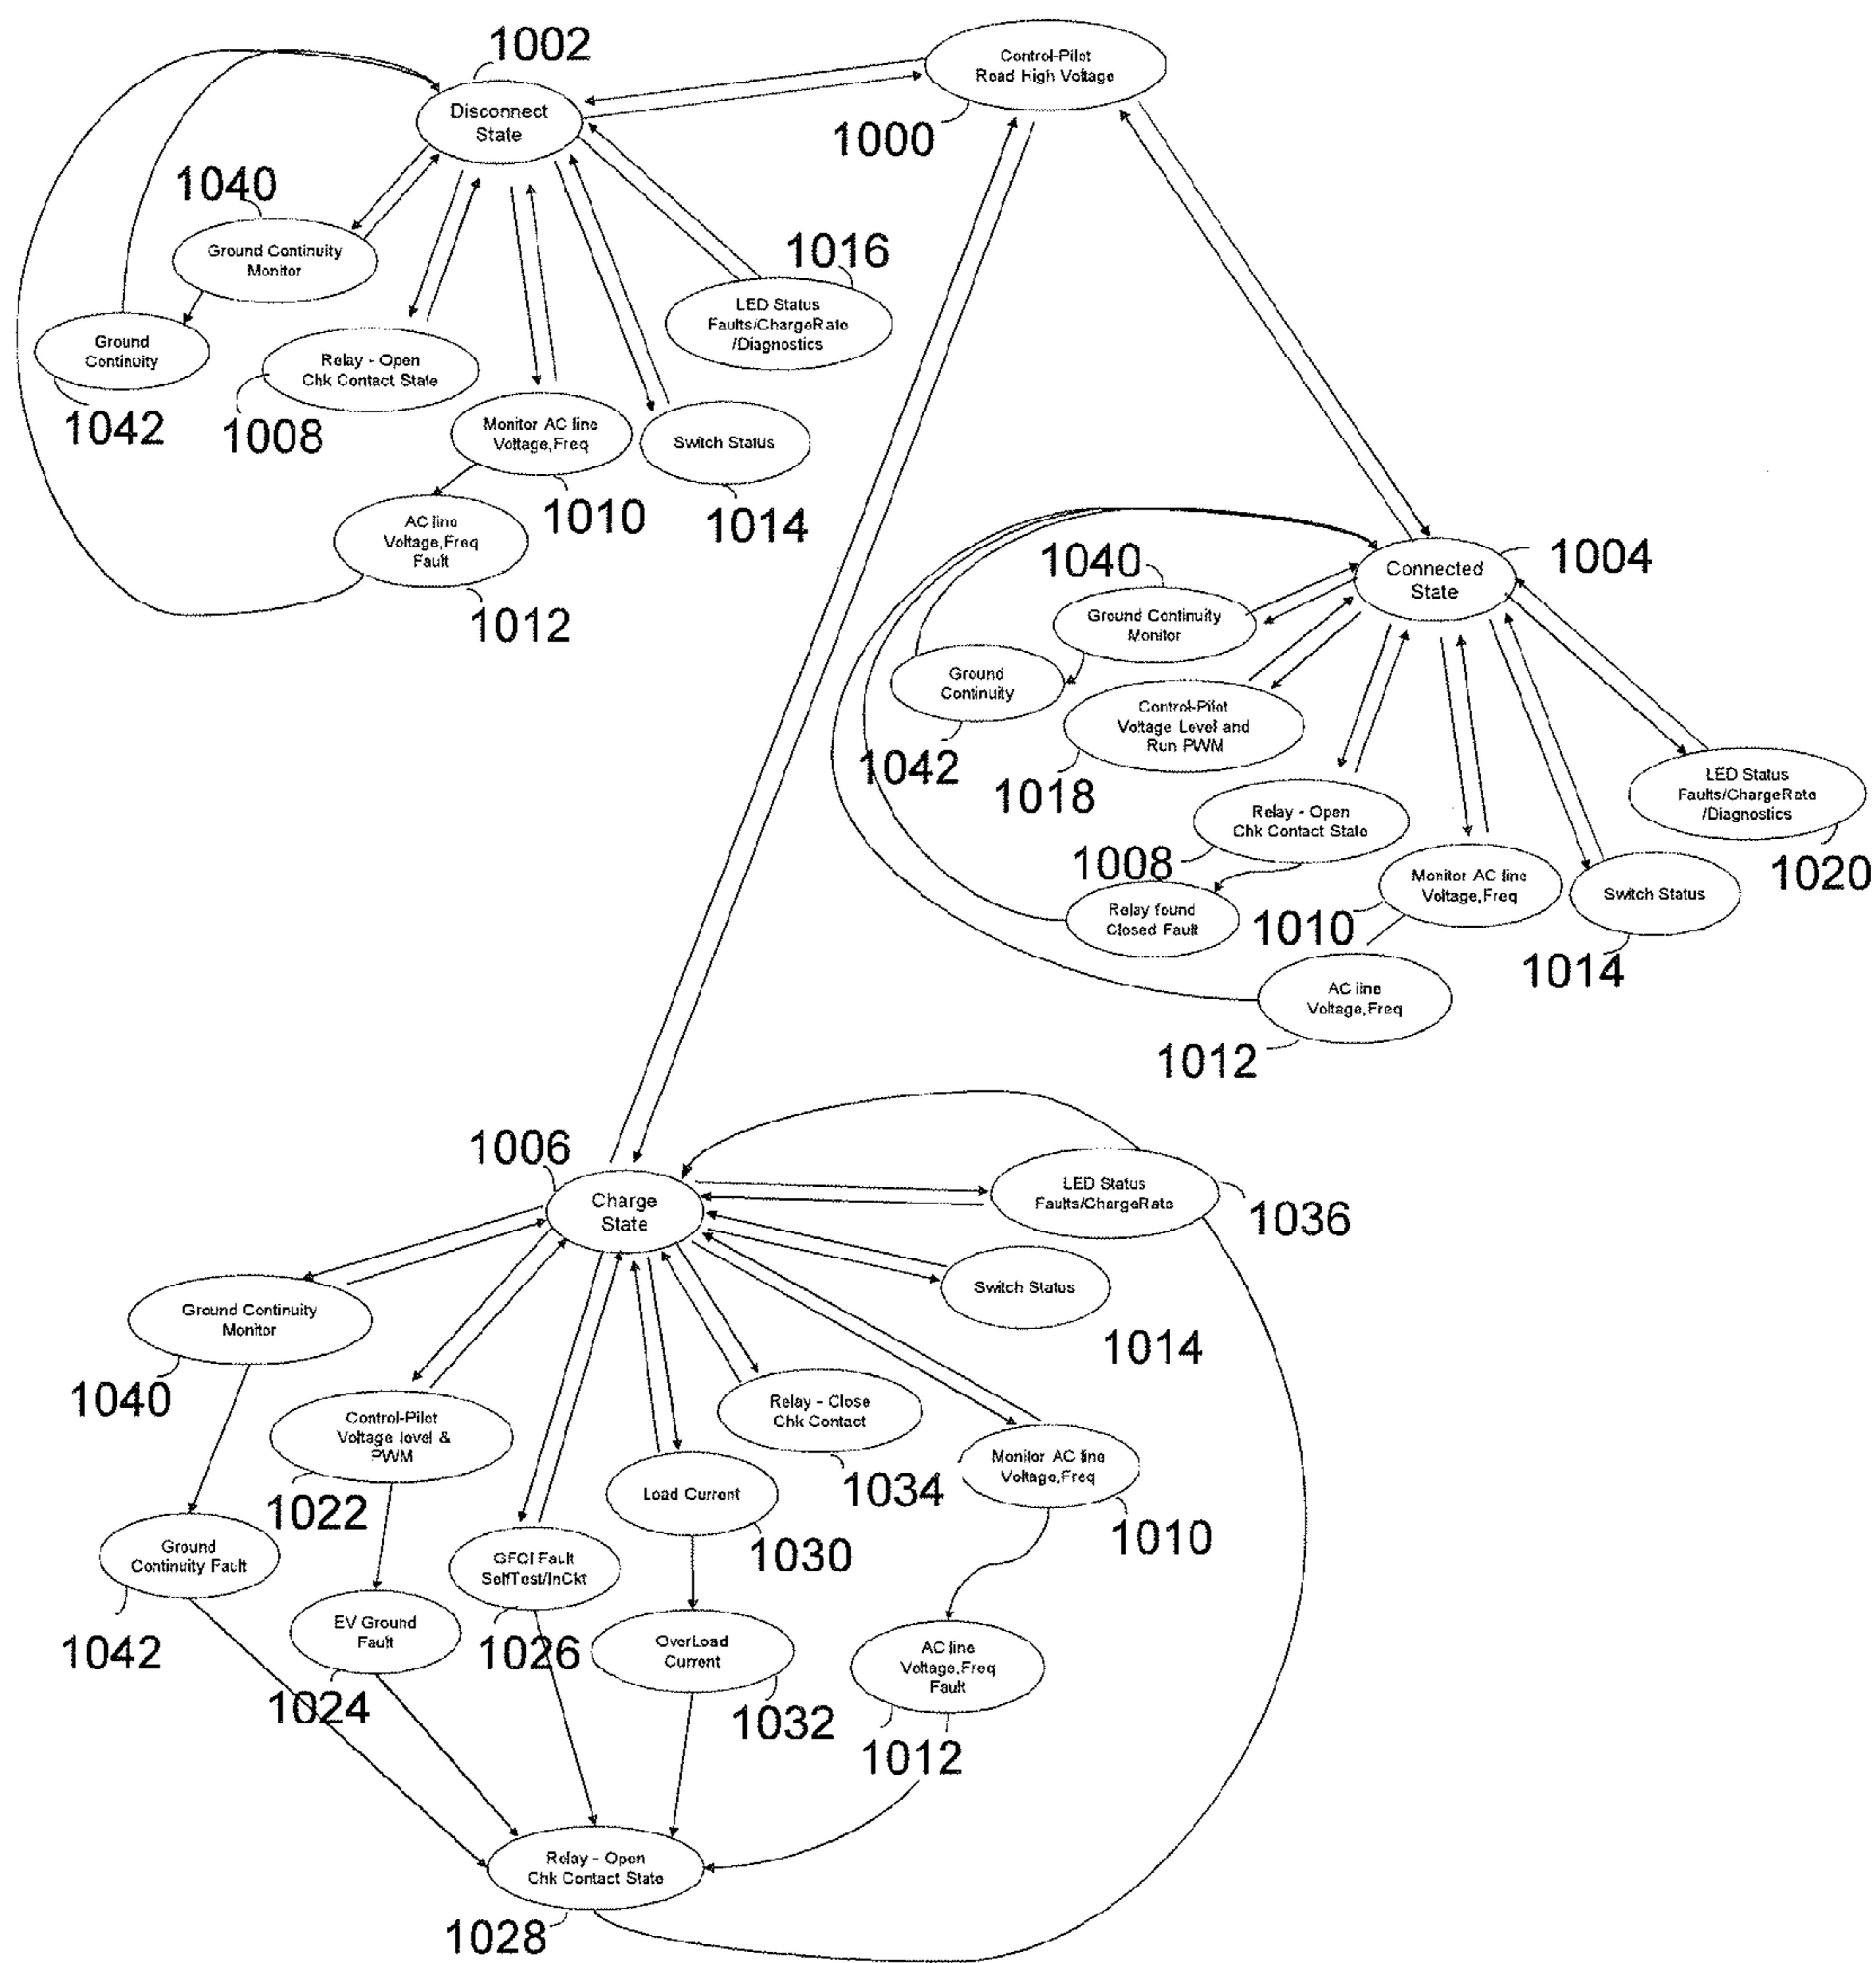 1002
Control-Pilot
Read High Voltage
1000
Disconnect
State
1040
Ground Continuity
Monitor
1016
LED Status
Faults/ChargeRate
/Diagnostics
Ground
Continuity
1042
Relay - Open
Chk Contact State
1008
Monitor AC line
Voltage,Freq
1010
Switch Status
1014
AC line
Voltage,Freq
Fault
1012
1004
Connected
State
1040
Ground Continuity
Monitor
Ground
Continuity
1042
Control-Pilot
Voltage Level and
Run PWM
1018
LED Status
Faults/ChargeRate
/Diagnostics
1020
Relay - Open
Chk Contact State
1008
Relay found
Closed Fault
Monitor AC line
Voltage,Freq
1010
Switch Status
1014
AC line
Voltage,Freq
1012
1006
Charge
State
LED Status
Faults/ChargeRate
1036
Switch Status
1014
Ground Continuity
Monitor
1040
Control-Pilot
Voltage level &
PWM
1022
Relay - Close
Chk Contact
1034
Load Current
1030
Monitor AC line
Voltage,Freq
1010
Ground
Continuity Fault
1042
GFCI Fault
SelfTest/InCkt
1026
EV Ground
Fault
1024
OverLoad
Current
1032
AC line
Voltage,Freq
Fault
1012
Relay - Open
Chk Contact State
1028